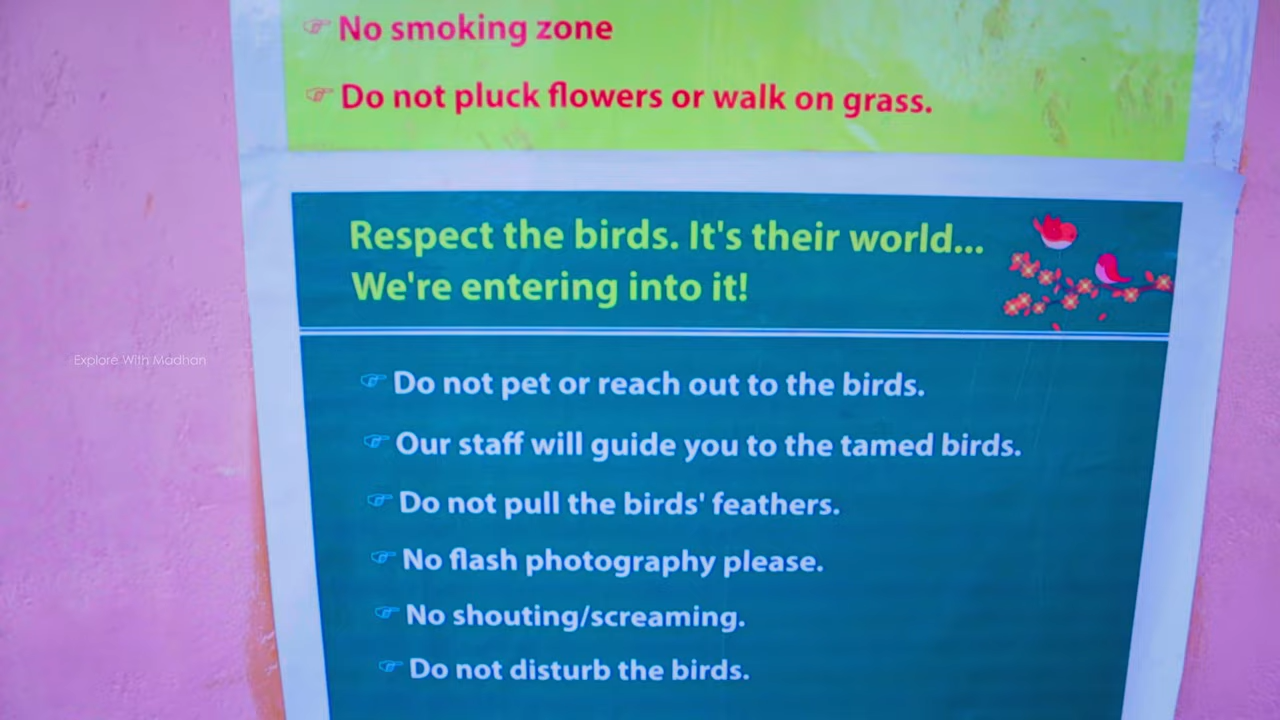 No smoking zone
Do not pluck flowers or walk on grass.
Respect the birds. It's their world...
We're entering into it!
Explore With Madhan
Do not pet or reach out to the birds.
Our staff will guide you to the tamed birds.
Do not pull the birds' feathers.
No flash photography please.
No shouting/screaming.
Do not disturb the birds.